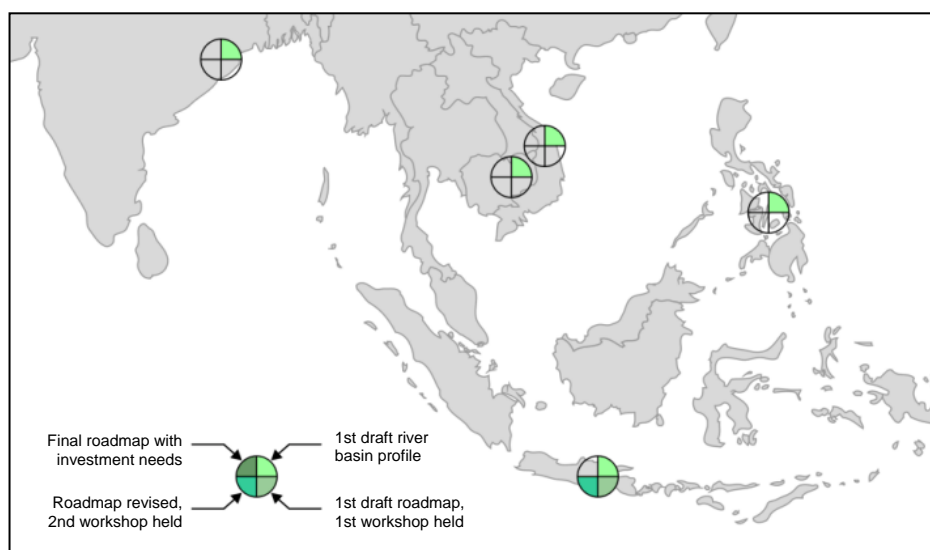 Final roadmap with
investment needs
1st draft river
basin profile
Roadmap revised,
2nd workshop held
1st draft roadmap,
1st workshop held